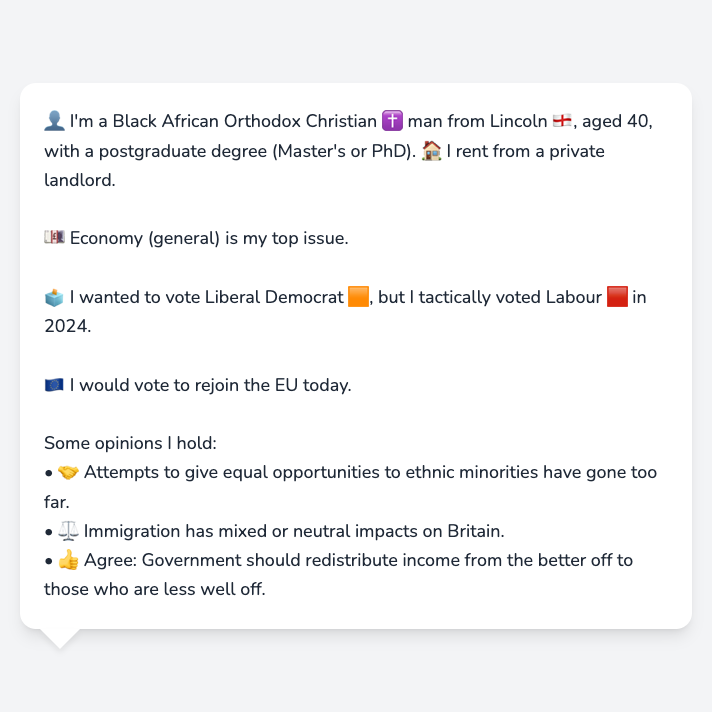 👤 I'm a Black African Orthodox Christian ✝️ man from Lincoln 🏴󠁧󠁢󠁥󠁮󠁧󠁿, aged 40,
with a postgraduate degree (Master's or PhD). 🏠 I rent from a private
landlord.
💷 Economy (general) is my top issue.
🗳️ I wanted to vote Liberal Democrat 🟧, but I tactically voted Labour 🟥 in
2024.
🇪🇺 I would vote to rejoin the EU today.
Some opinions I hold:
• 🤝 Attempts to give equal opportunities to ethnic minorities have gone too
far.
• ⚖️ Immigration has mixed or neutral impacts on Britain.
• 👍 Agree: Government should redistribute income from the better off to
those who are less well off.